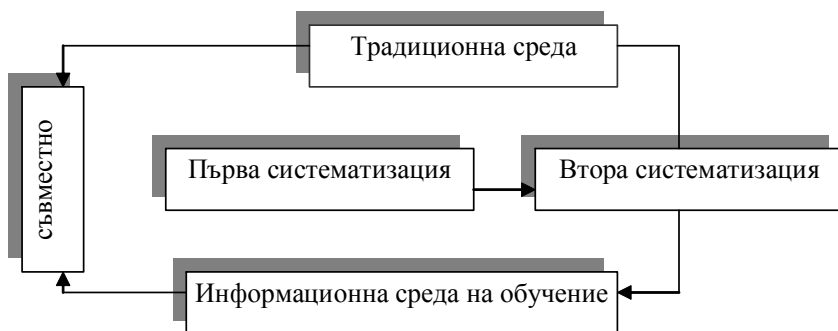 Традиционна среда
съвместно
Първа систематизация
Втора систематизация
Информационна среда на обучение